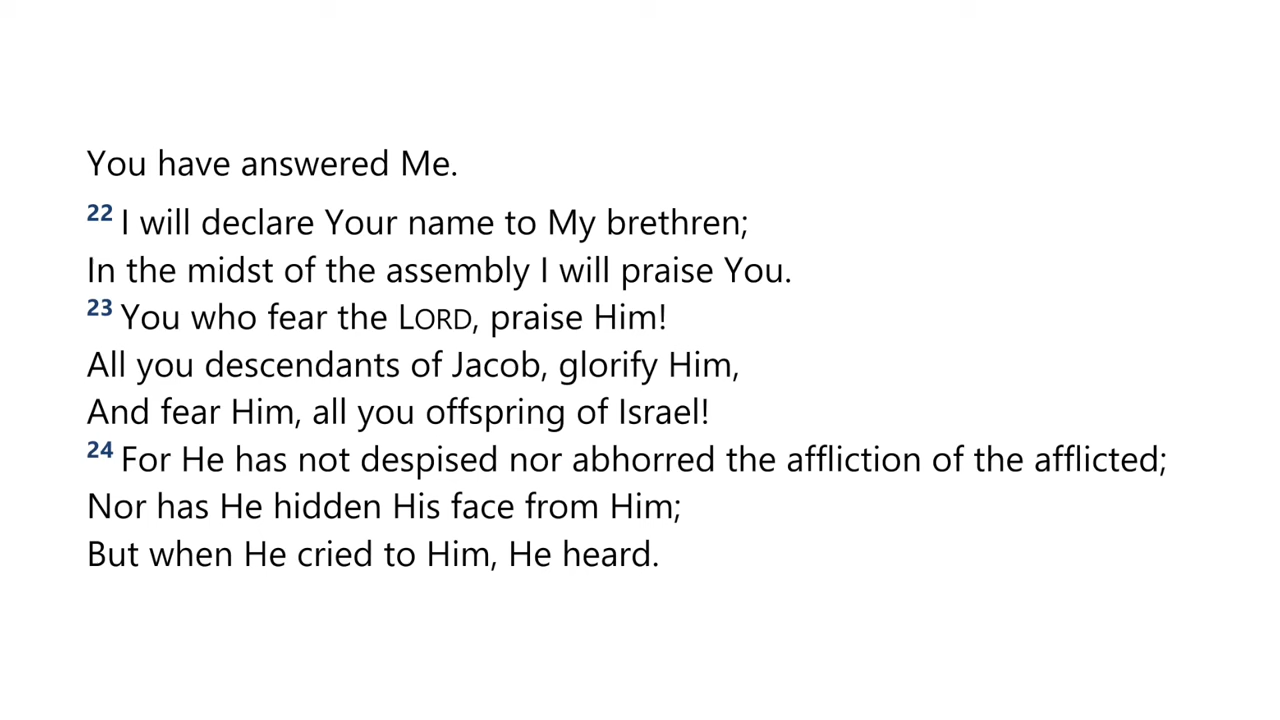 You have answered Me.
22 I will declare Your name to My brethren;
In the midst of the assembly I will praise You.
23 You who fear the LORD, praise Him!
All you descendants of Jacob, glorify Him,
And fear Him, all you offspring of Israel!
24 For He has not despised nor abhorred the affliction of the afflicted;
Nor has He hidden His face from Him;
But when He cried to Him, He heard.